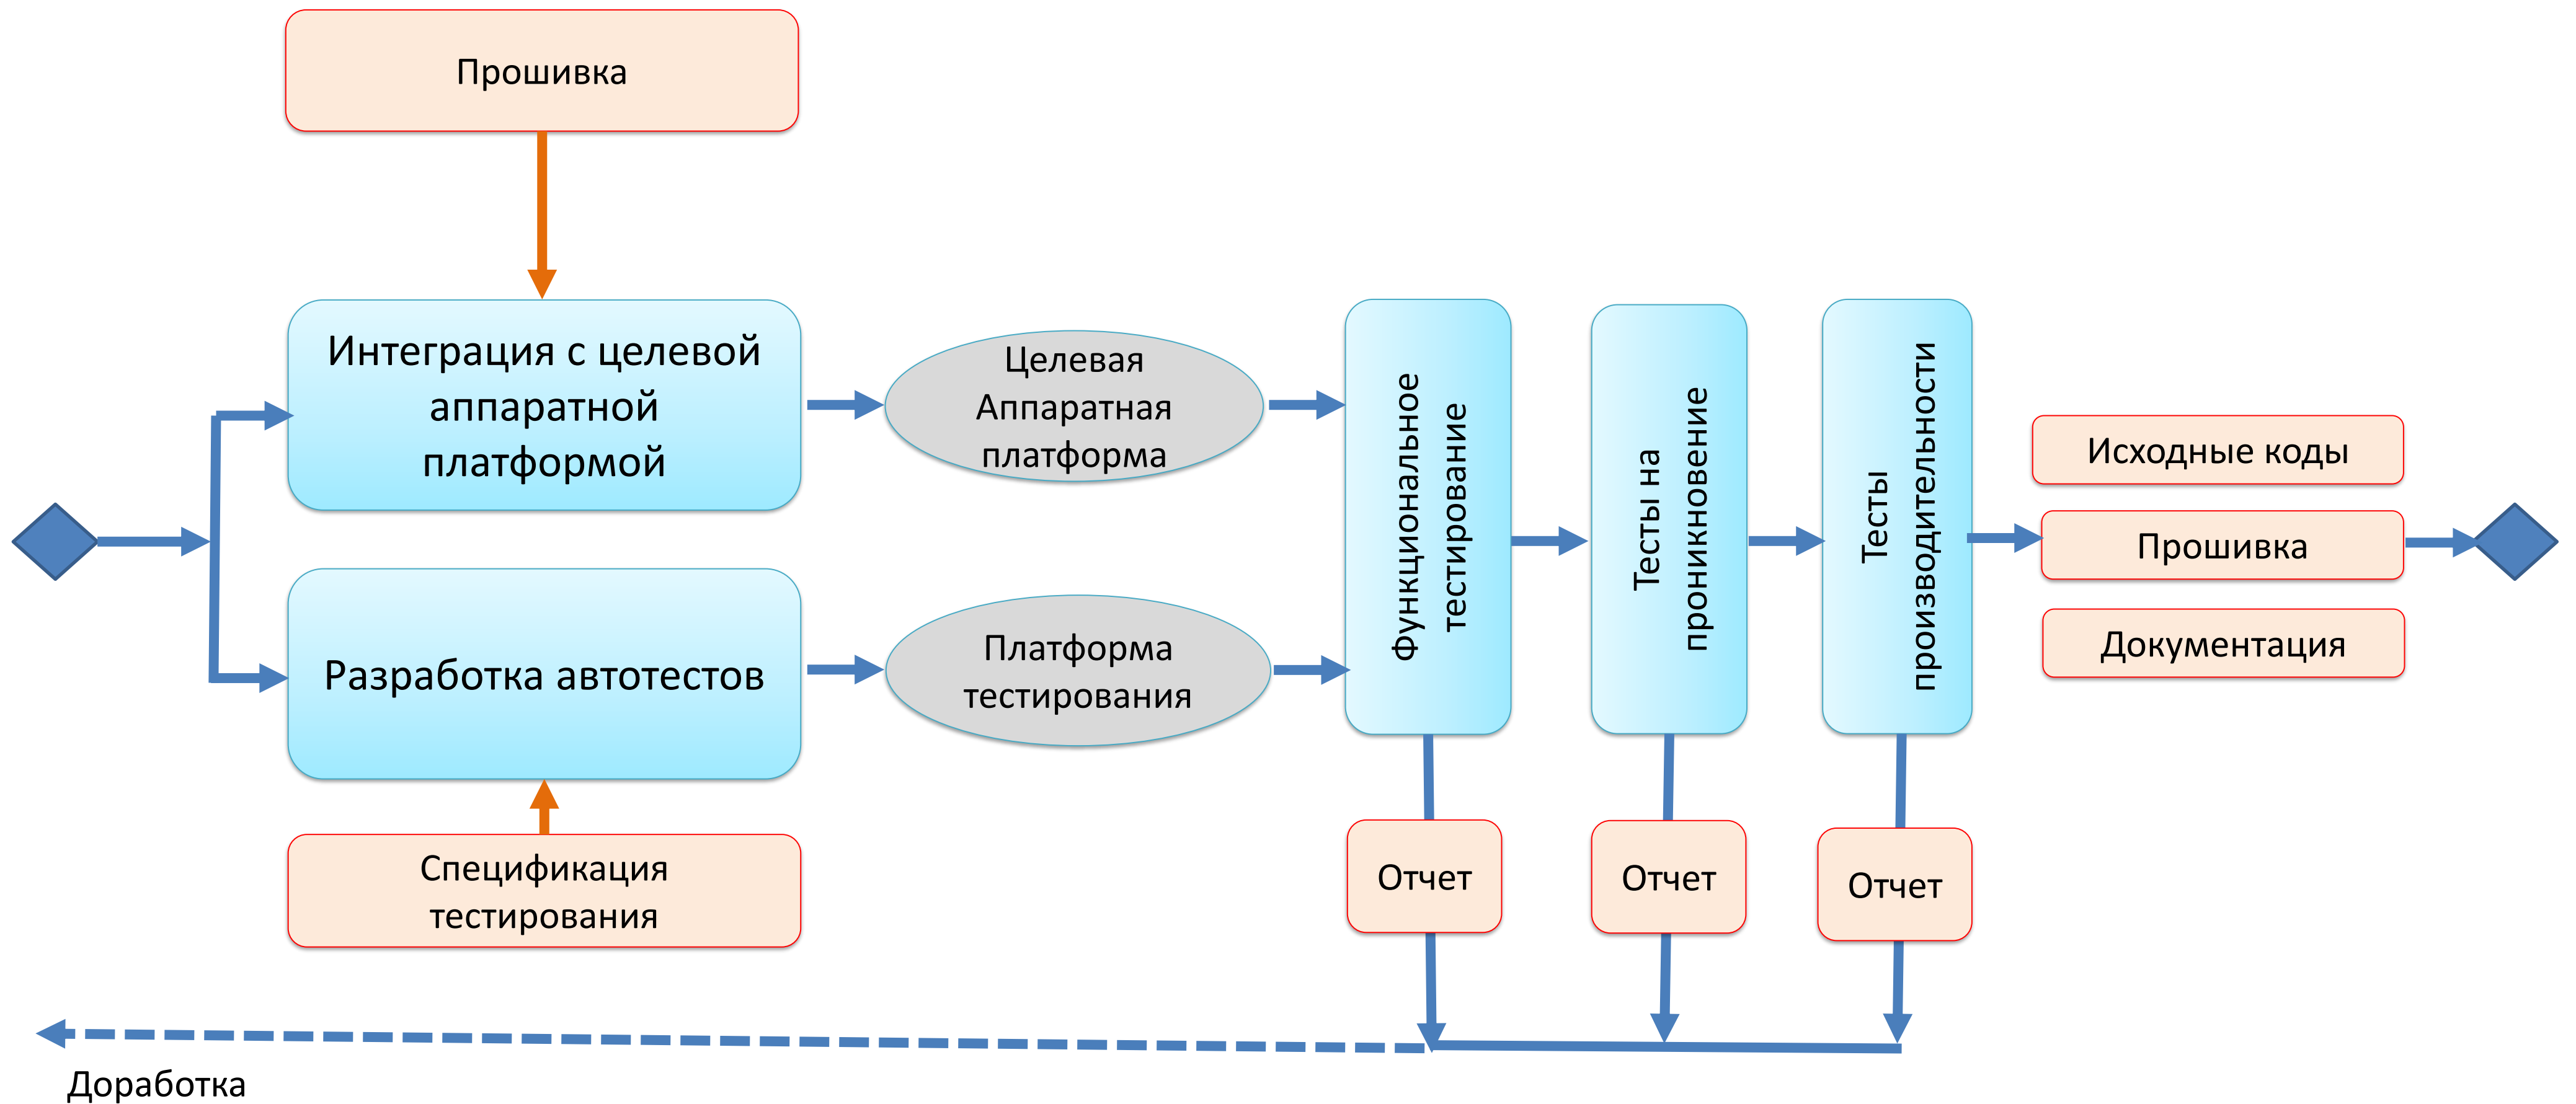 Прошивка
Интеграция с целевой
аппаратной
платформой
Целевая
Аппаратная
платформа
Разработка автотестов
Платформа
тестирования
Спецификация
тестирования
Функциональное
тестирование
Тесты на
проникновение
Тесты
производительности
Исходные коды
Прошивка
Документация
Отчет
Отчет
Отчет
Доработка